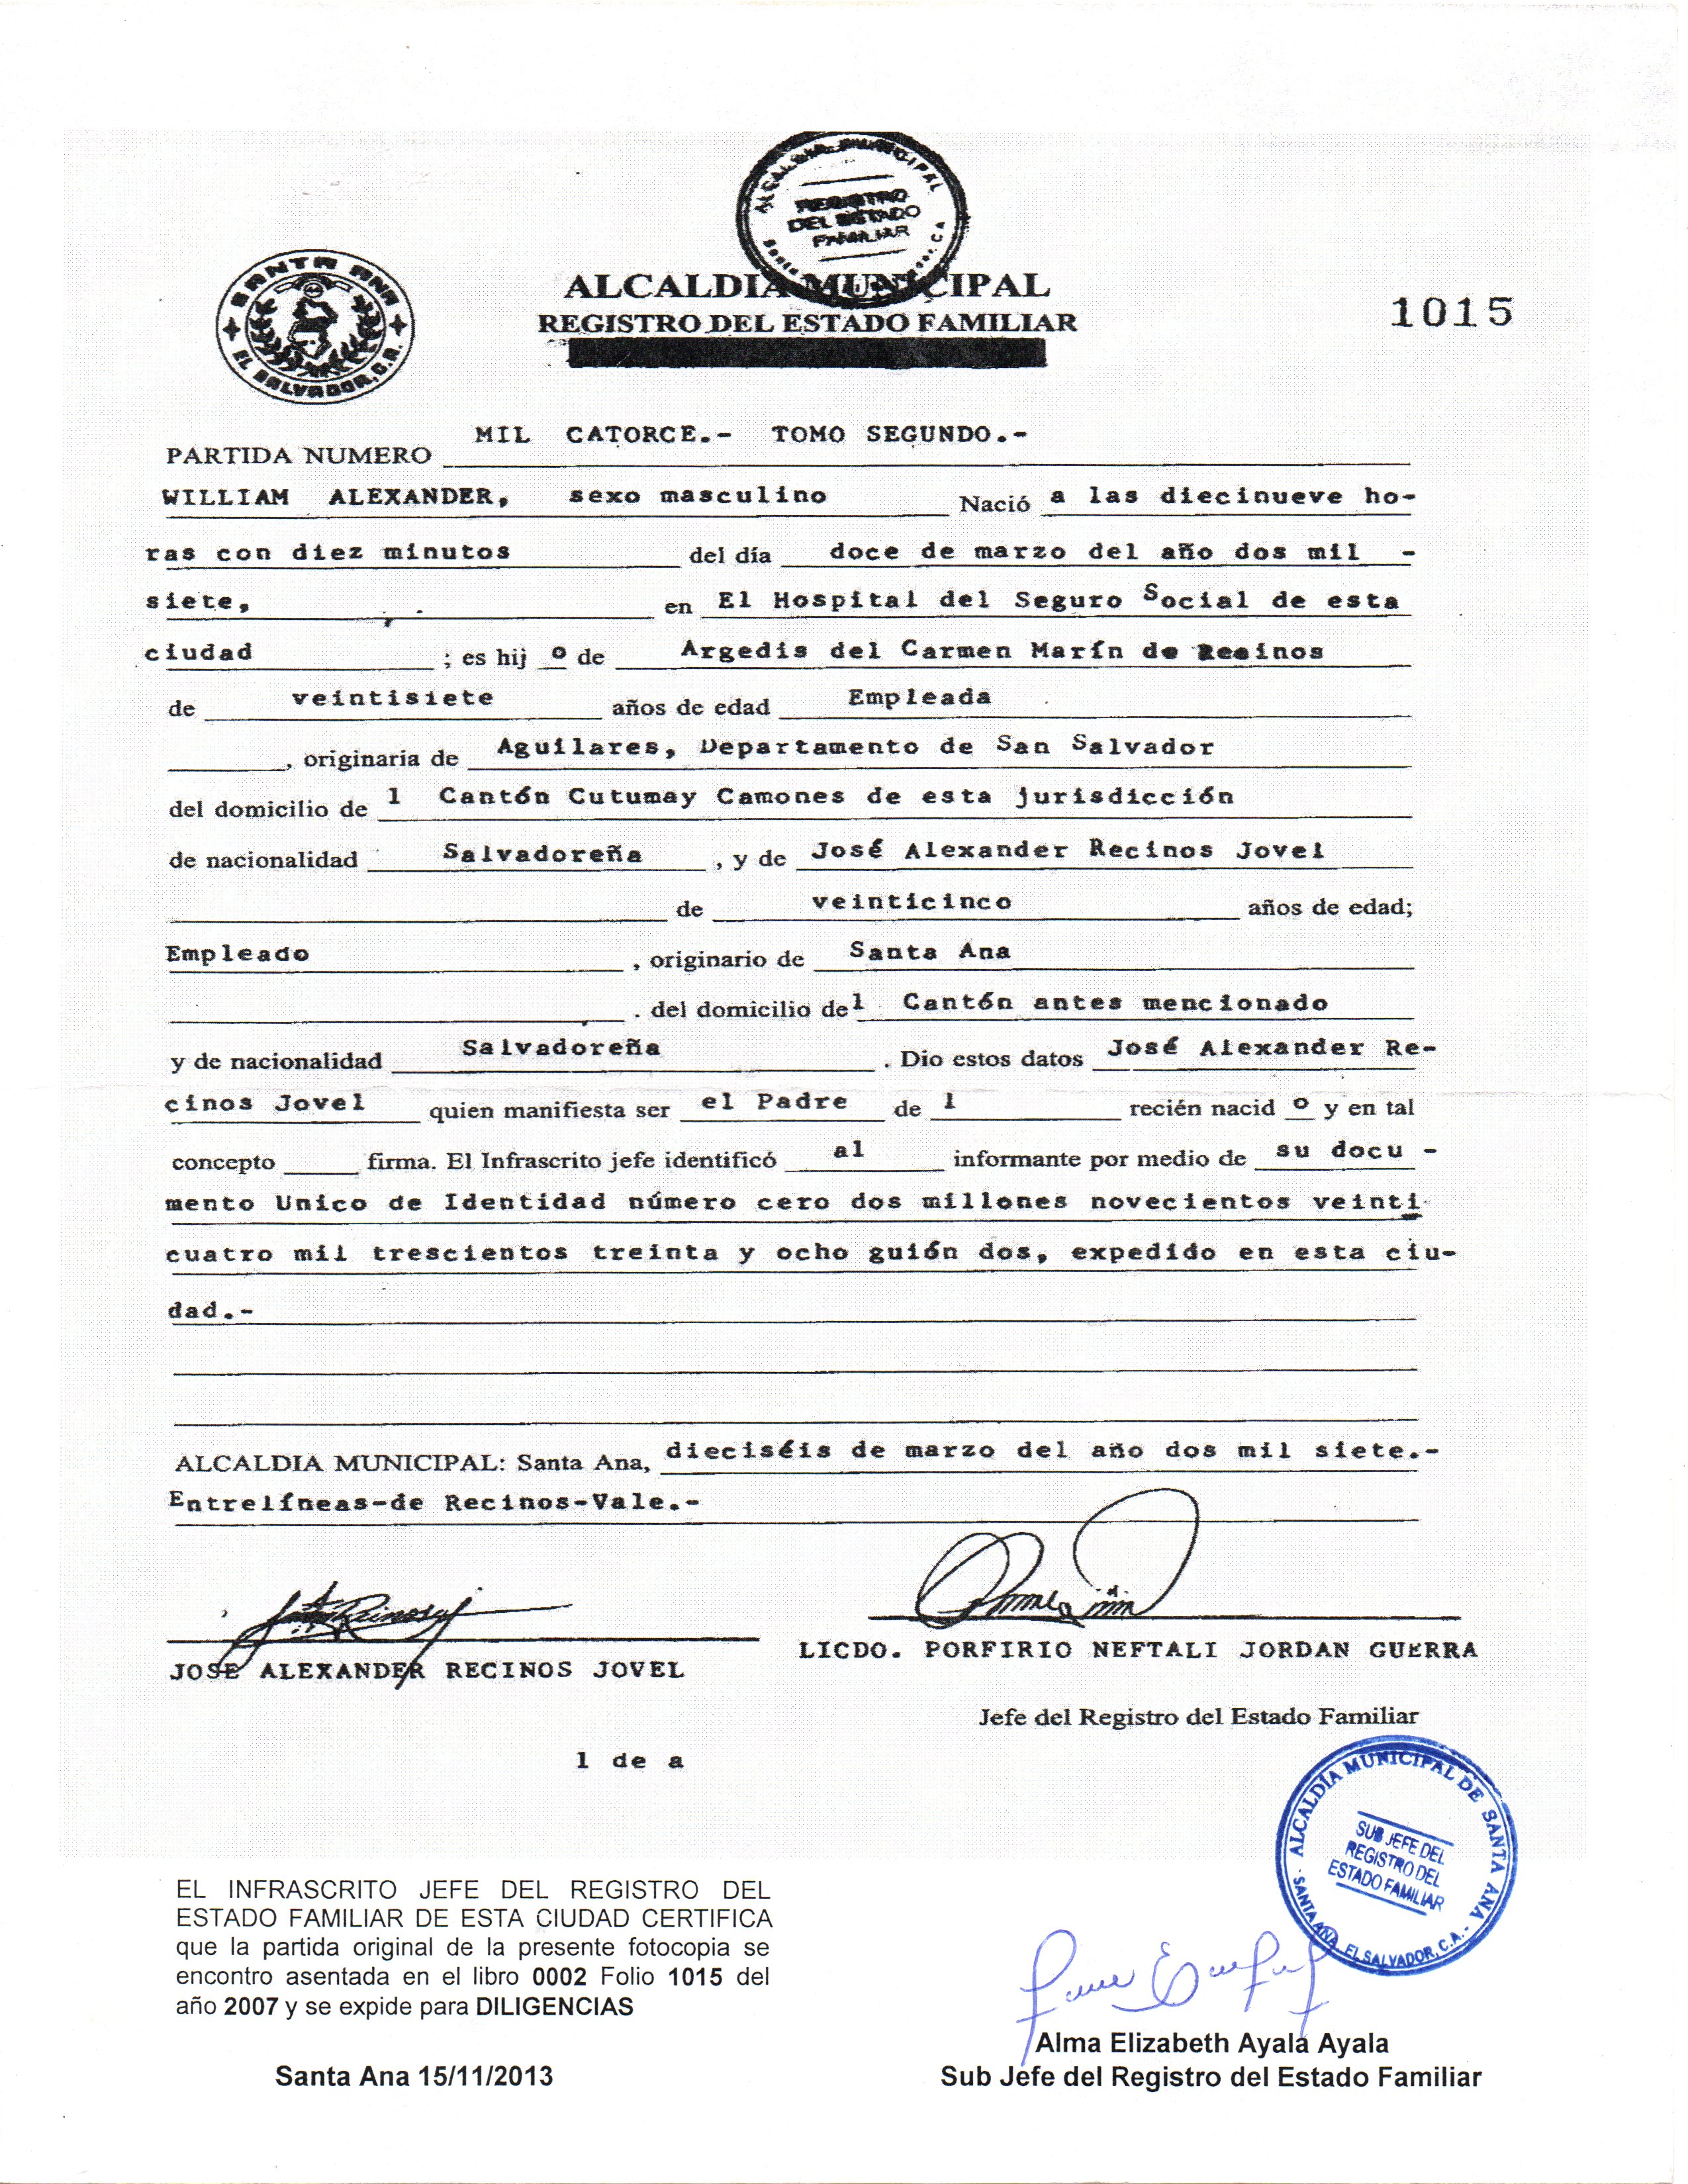 ALCALDIA MUNICIPAL
REGISTRO DEL ESTADO FAMILIAR
SANTA ANA
EL SALVADOR, C.A.
ALCALDIA MUNICIPAL
REGISTRO DEL ESTADO FAMILIAR
1015
PARTIDA NUMERO MIL CATORCE.- TOMO SEGUNDO.-
WILLIAM ALEXANDER, sexo masculino Nació a las diecinueve ho-
ras con diez minutos del día doce de marzo del año dos mil -
siete, en El Hospital del Seguro Social de esta
ciudad ; es hij o de Argedis del Carmen Marín de Recinos
de veintisiete años de edad Empleada
, originaria de Aguilares, Departamento de San Salvador
del domicilio de l Cantón Cutumay Camones de esta jurisdicción
de nacionalidad Salvadoreña , y de José Alexander Recinos Jovel
de veinticinco años de edad;
Empleado , originario de Santa Ana
. del domicilio de l Cantón antes mencionado
y de nacionalidad Salvadoreña . Dio estos datos José Alexander Re-
cinos Jovel quien manifiesta ser el Padre de l recién nacid o y en tal
concepto firma. El Infrascrito jefe identificó al informante por medio de su docu -
mento Unico de Identidad número cero dos millones novecientos veinti
cuatro mil trescientos treinta y ocho guión dos, expedido en esta ciu-
dad.-
ALCALDIA MUNICIPAL: Santa Ana, dieciséis de marzo del año dos mil siete.-
Entrelíneas-de Recinos-Vale.-
JOSE ALEXANDER RECINOS JOVEL
LICDO. PORFIRIO NEFTALI JORDAN GUERRA
Jefe del Registro del Estado Familiar
1 de a
ALCALDÍA MUNICIPAL DE SANTA ANA
SUB JEFE DEL
REGISTRO DEL
ESTADO FAMILIAR
SANTA ANA, EL SALVADOR, C.A.
EL INFRASCRITO JEFE DEL REGISTRO DEL
ESTADO FAMILIAR DE ESTA CIUDAD CERTIFICA
que la partida original de la presente fotocopia se
encontro asentada en el libro 0002 Folio 1015 del
año 2007 y se expide para DILIGENCIAS
Santa Ana 15/11/2013
Alma Elizabeth Ayala Ayala
Sub Jefe del Registro del Estado Familiar